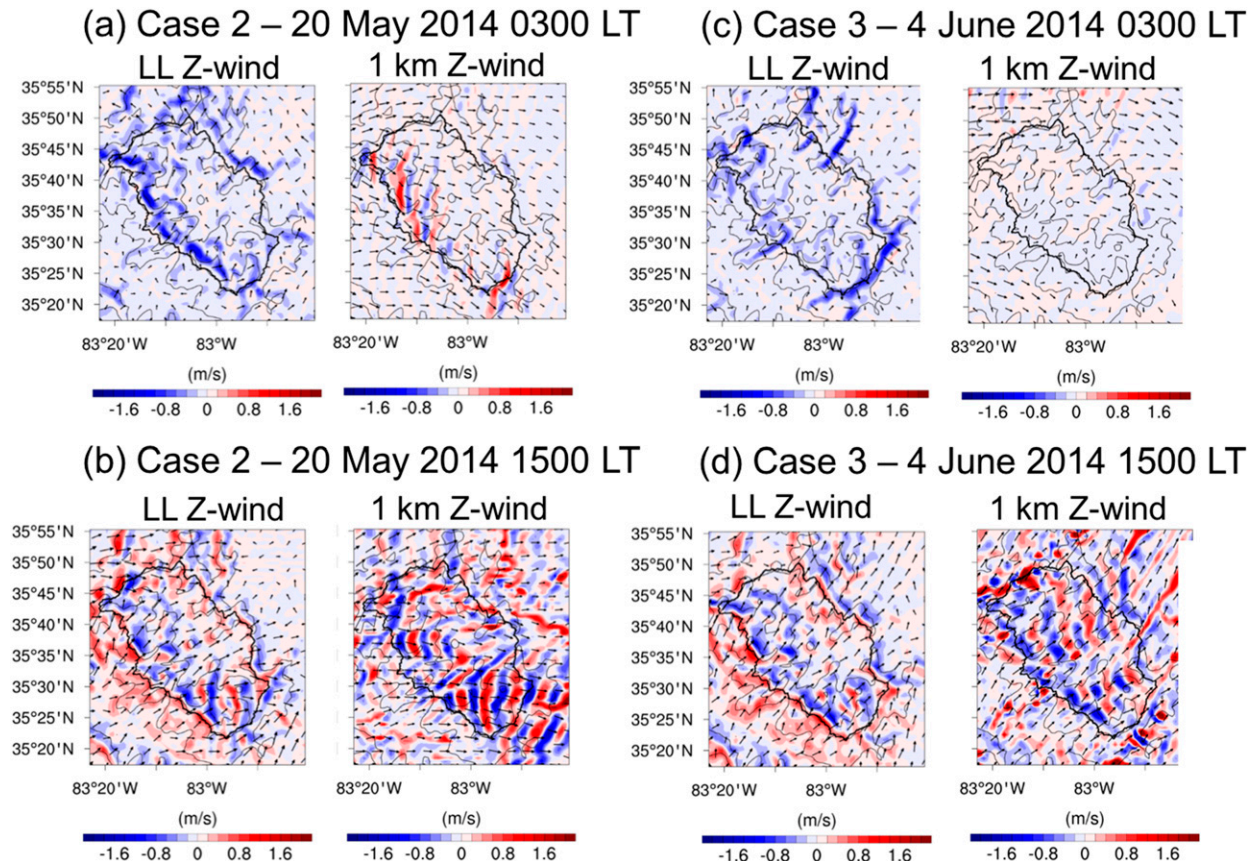 (a) Case 2 – 20 May 2014 0300 LT
LL Z-wind 1 km Z-wind
35°55'N
35°50'N
35°45'N
35°40'N
35°35'N
35°30'N
35°25'N
35°20'N
83°20'W 83°W 83°20'W 83°W
(m/s) (m/s)
-1.6 -0.8 0 0.8 1.6 -1.6 -0.8 0 0.8 1.6
(c) Case 3 – 4 June 2014 0300 LT
LL Z-wind 1 km Z-wind
35°55'N
35°50'N
35°45'N
35°40'N
35°35'N
35°30'N
35°25'N
35°20'N
83°20'W 83°W 83°20'W 83°W
(m/s) (m/s)
-1.6 -0.8 0 0.8 1.6 -1.6 -0.8 0 0.8 1.6
(b) Case 2 – 20 May 2014 1500 LT
LL Z-wind 1 km Z-wind
35°55'N
35°50'N
35°45'N
35°40'N
35°35'N
35°30'N
35°25'N
35°20'N
83°20'W 83°W 83°20'W 83°W
(m/s) (m/s)
-1.6 -0.8 0 0.8 1.6 -1.6 -0.8 0 0.8 1.6
(d) Case 3 – 4 June 2014 1500 LT
LL Z-wind 1 km Z-wind
35°55'N
35°50'N
35°45'N
35°40'N
35°35'N
35°30'N
35°25'N
35°20'N
83°20'W 83°W 83°20'W 83°W
(m/s) (m/s)
-1.6 -0.8 0 0.8 1.6 -1.6 -0.8 0 0.8 1.6